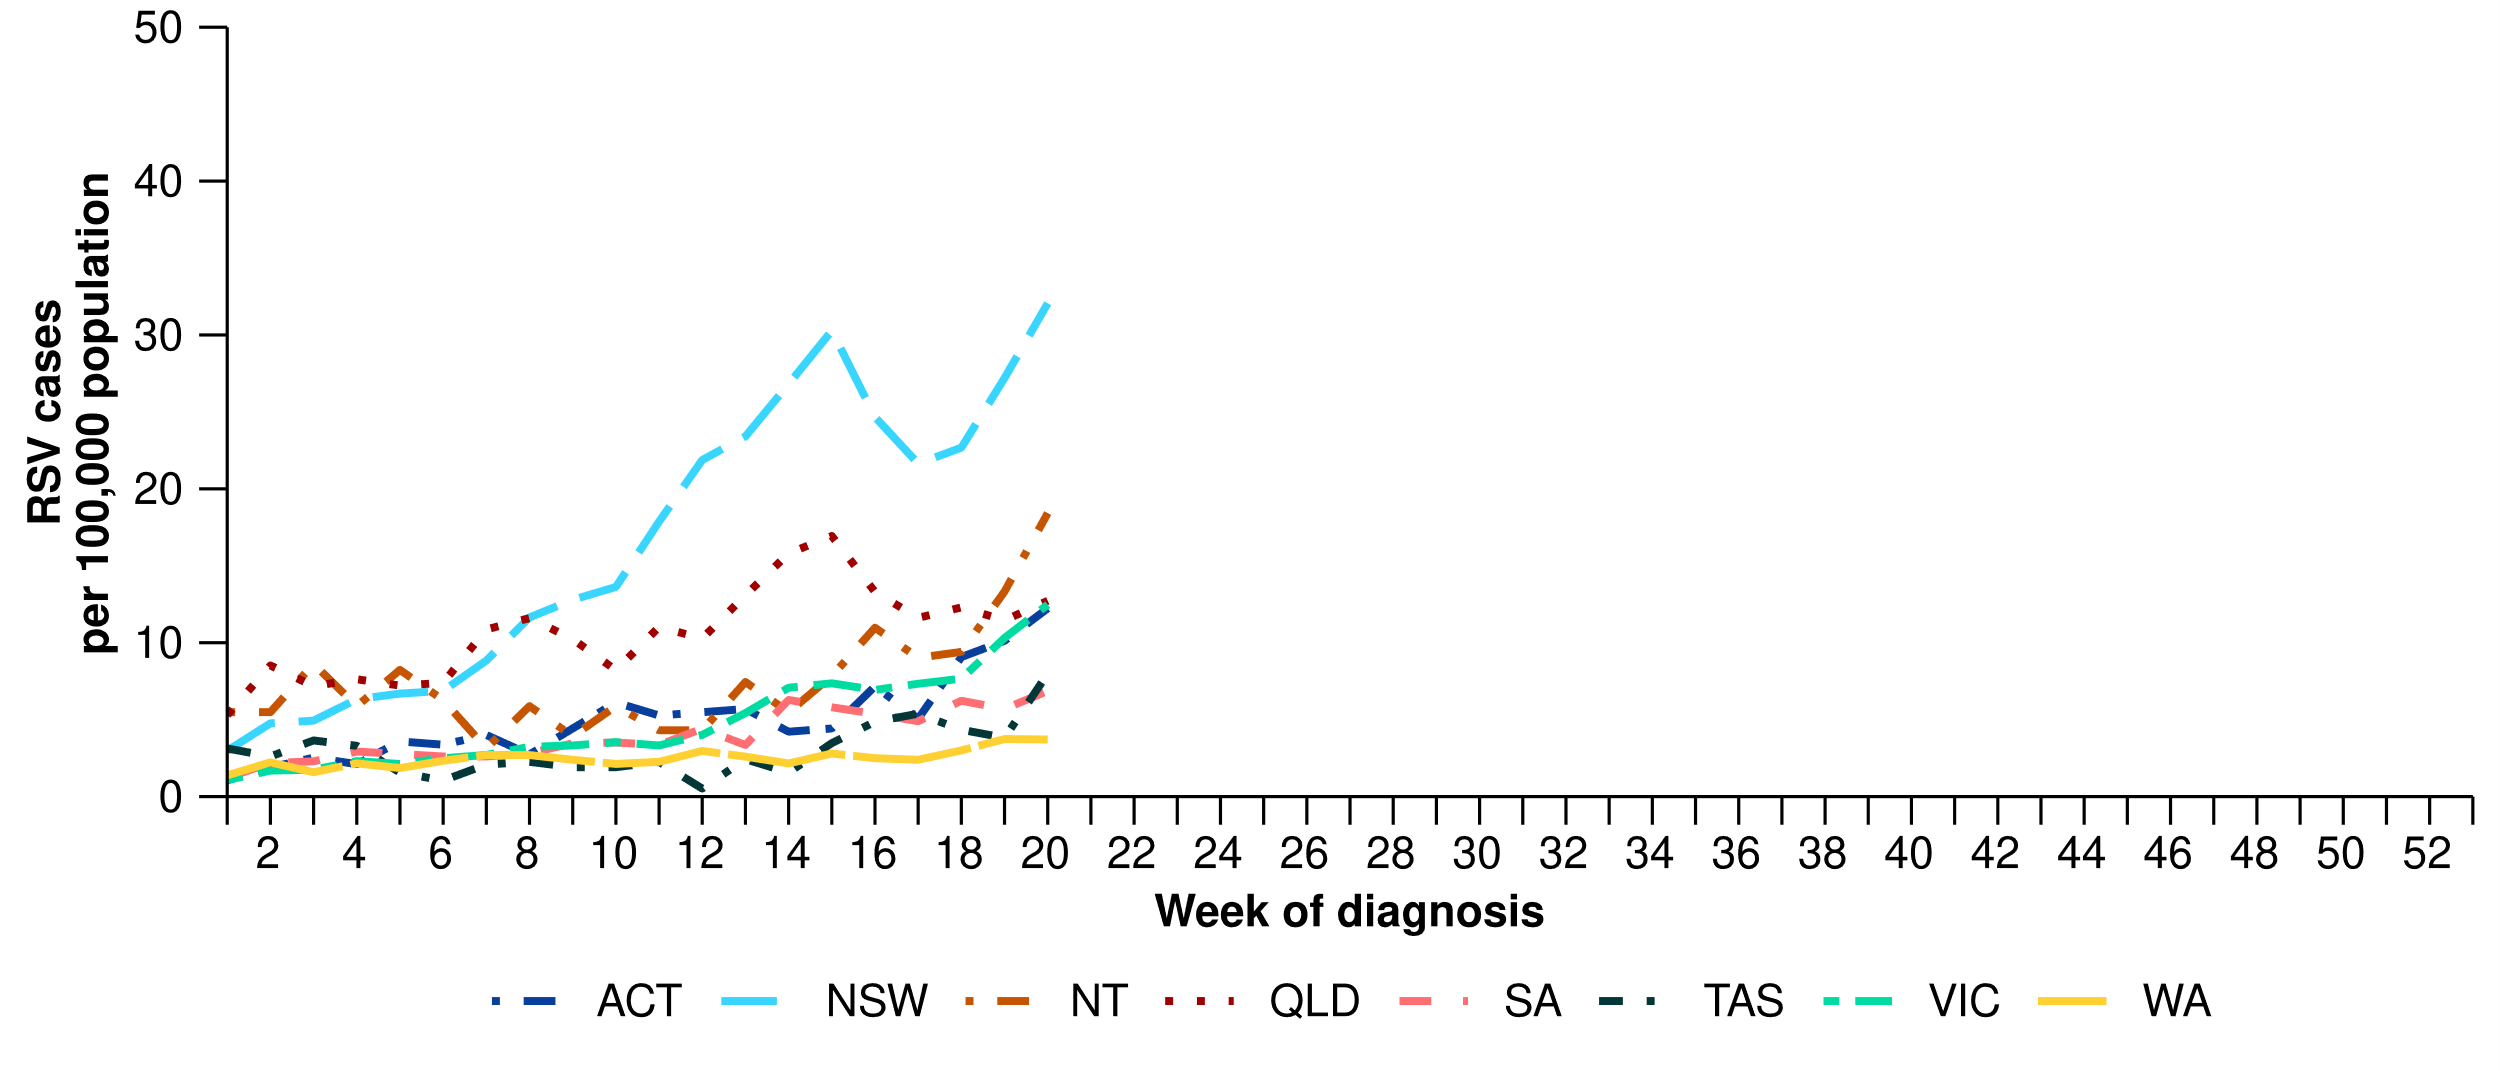 RSV cases
per 100,000 population
50
40
30
20
10
0
2 4 6 8 10 12 14 16 18 20 22 24 26 28 30 32 34 36 38 40 42 44 46 48 50 52
Week of diagnosis
ACT NSW NT QLD SA TAS VIC WA